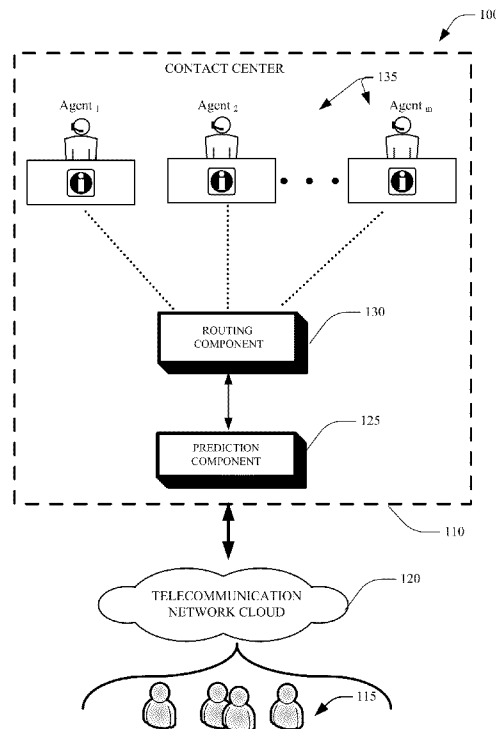 100
CONTACT CENTER
135
Agent 1
Agent 2
Agent m
i
i
i
ROUTING
COMPONENT
130
PREDICTION
COMPONENT
125
110
TELECOMMUNICATION
NETWORK CLOUD
120
115